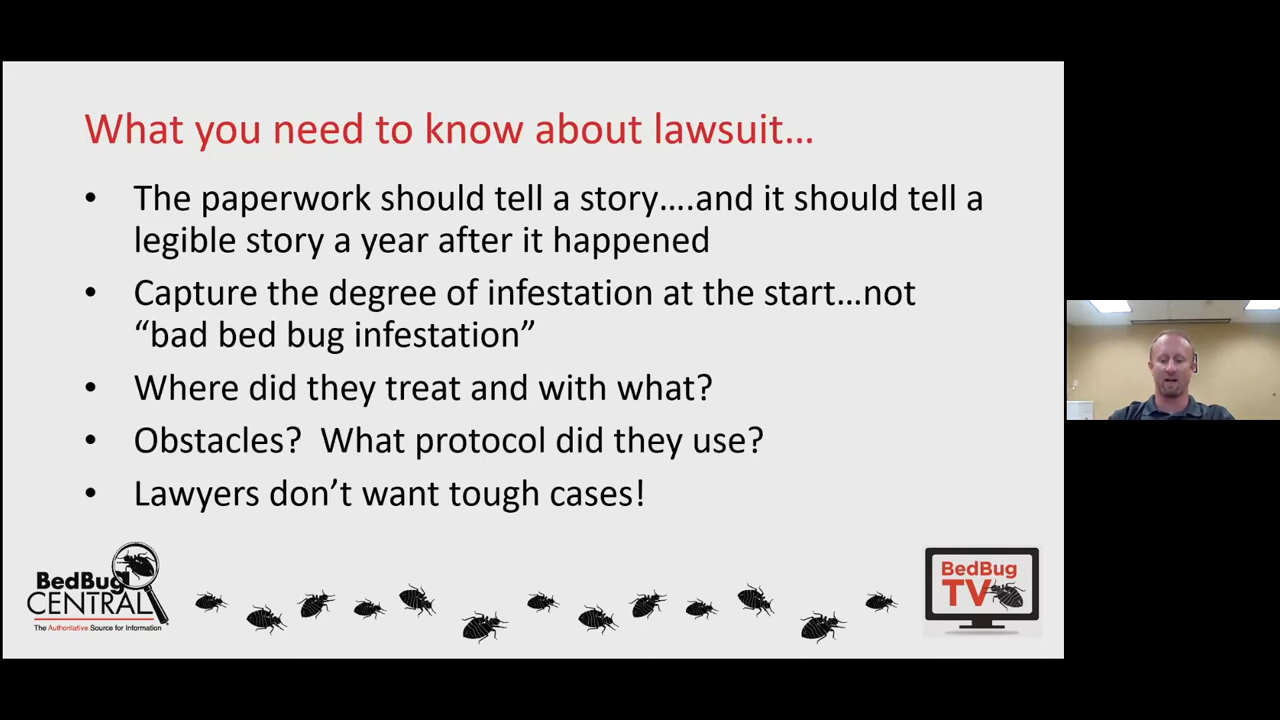 What you need to know about lawsuit…
• The paperwork should tell a story….and it should tell a
legible story a year after it happened
• Capture the degree of infestation at the start…not
“bad bed bug infestation”
• Where did they treat and with what?
• Obstacles?  What protocol did they use?
• Lawyers don’t want tough cases!
BedBug
CENTRAL
The Authoritative Source for Information
BedBug
TV